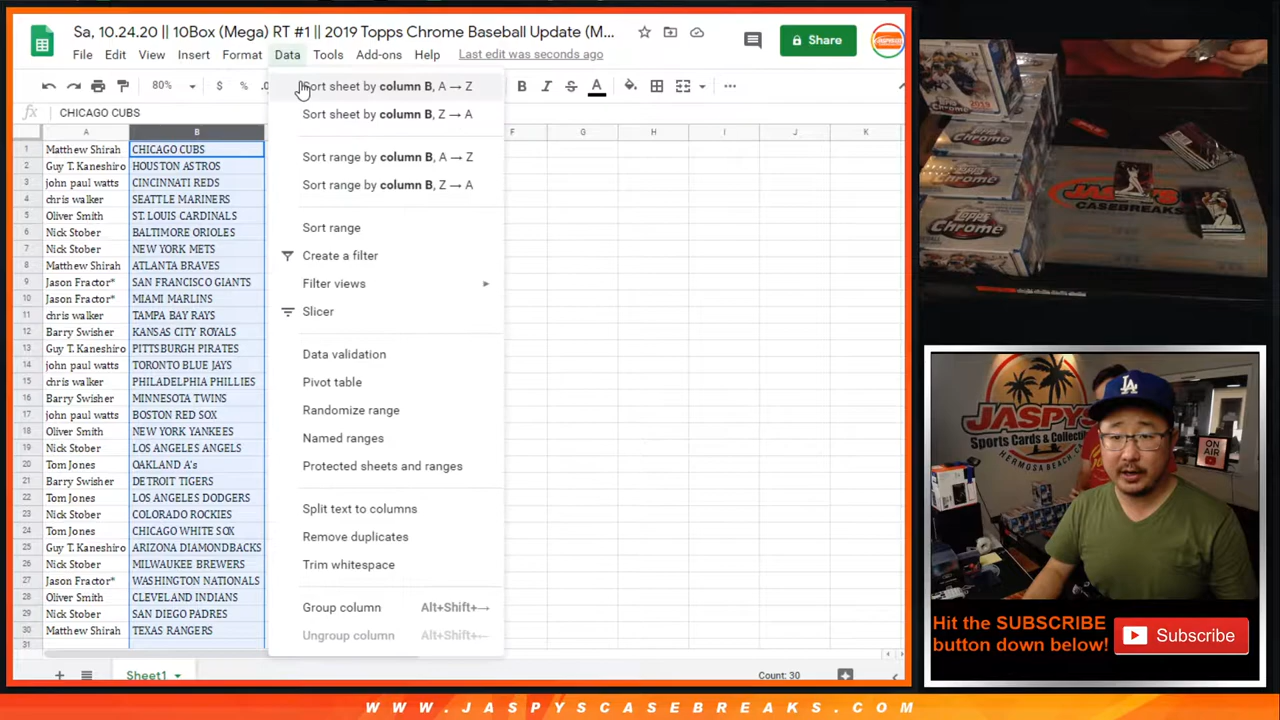 Sa, 10.24.20 || 10Box (Mega) RT #1 || 2019 Topps Chrome Baseball Update (M...
File Edit View Insert Format Data Tools Add-ons Help Last edit was seconds ago
Share
80% $ % .0
B I S A
fx CHICAGO CUBS
A B F G H I J K
1 Matthew Shirah CHICAGO CUBS
2 Guy T. Kaneshiro HOUSTON ASTROS
3 john paul watts CINCINNATI REDS
4 chris walker SEATTLE MARINERS
5 Oliver Smith ST. LOUIS CARDINALS
6 Nick Stober BALTIMORE ORIOLES
7 Nick Stober NEW YORK METS
8 Matthew Shirah ATLANTA BRAVES
9 Jason Fractor* SAN FRANCISCO GIANTS
10 Jason Fractor* MIAMI MARLINS
11 chris walker TAMPA BAY RAYS
12 Barry Swisher KANSAS CITY ROYALS
13 Guy T. Kaneshiro PITTSBURGH PIRATES
14 john paul watts TORONTO BLUE JAYS
15 chris walker PHILADELPHIA PHILLIES
16 Barry Swisher MINNESOTA TWINS
17 john paul watts BOSTON RED SOX
18 Oliver Smith NEW YORK YANKEES
19 Nick Stober LOS ANGELES ANGELS
20 Tom Jones OAKLAND A's
21 Barry Swisher DETROIT TIGERS
22 Tom Jones LOS ANGELES DODGERS
23 Nick Stober COLORADO ROCKIES
24 Tom Jones CHICAGO WHITE SOX
25 Guy T. Kaneshiro ARIZONA DIAMONDBACKS
26 Nick Stober MILWAUKEE BREWERS
27 Jason Fractor* WASHINGTON NATIONALS
28 Oliver Smith CLEVELAND INDIANS
29 Nick Stober SAN DIEGO PADRES
30 Matthew Shirah TEXAS RANGERS
31
Sort sheet by column B, A → Z
Sort sheet by column B, Z → A
Sort range by column B, A → Z
Sort range by column B, Z → A
Sort range
Create a filter
Filter views
Slicer
Data validation
Pivot table
Randomize range
Named ranges
Protected sheets and ranges
Split text to columns
Remove duplicates
Trim whitespace
Group column Alt+Shift+→
Ungroup column Alt+Shift+←
Sheet1
Count: 30
2019
Topps
Chrome
JASPY'S
CASEBREAKS
JASPY'S
Sports Cards & Collectibles
HERMOSA BEACH, CA
LA
ON
AIR
Hit the SUBSCRIBE
button down below!
Subscribe
WWW.JASPYSCASEBREAKS.COM